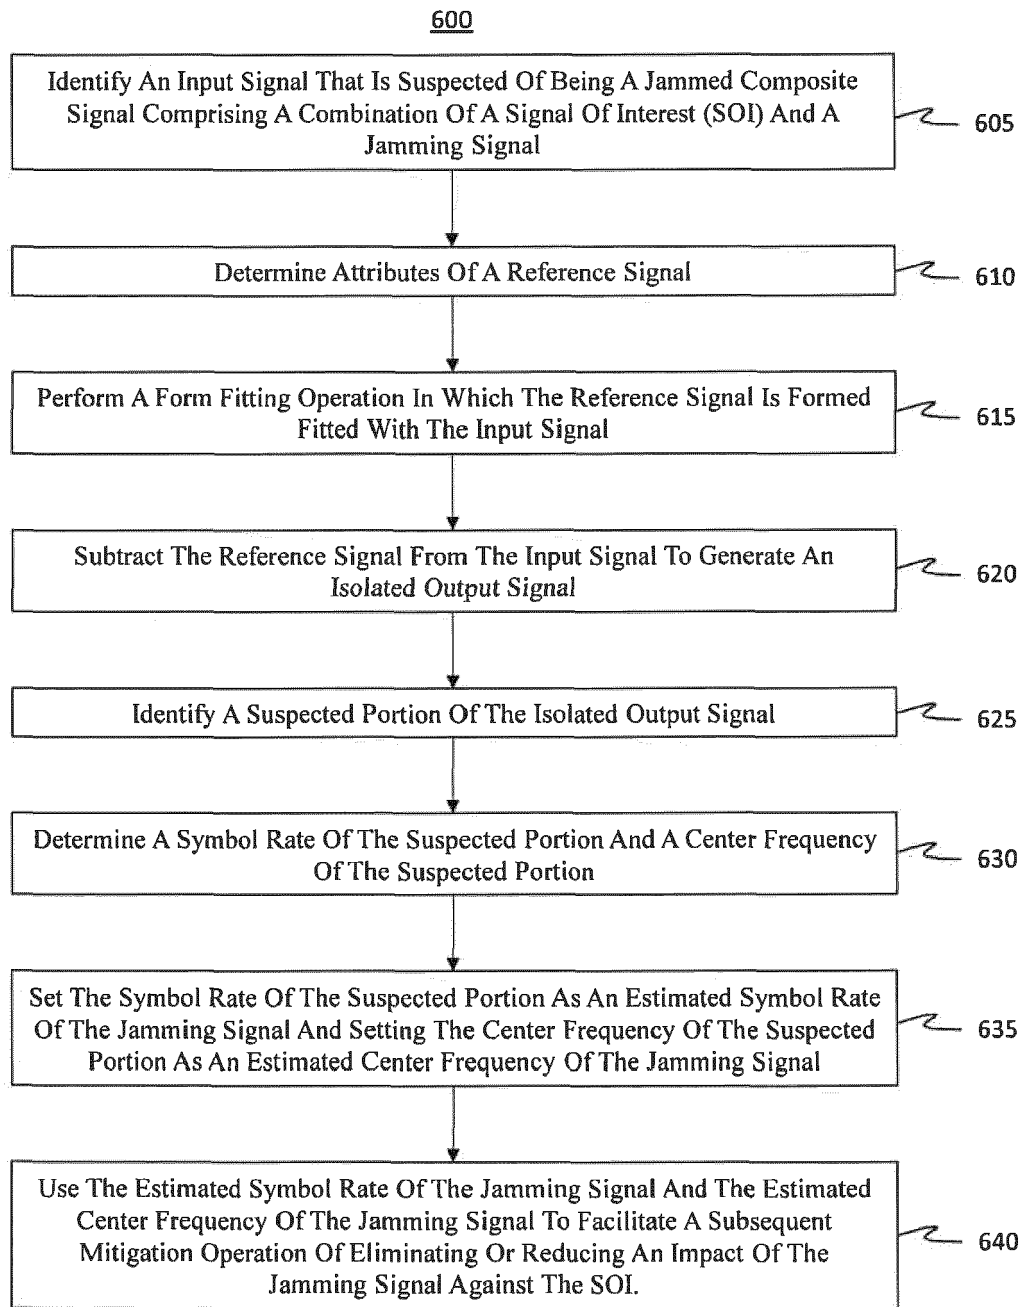 600
Identify An Input Signal That Is Suspected Of Being A Jammed Composite
Signal Comprising A Combination Of A Signal Of Interest (SOI) And A
Jamming Signal
605
Determine Attributes Of A Reference Signal
610
Perform A Form Fitting Operation In Which The Reference Signal Is Formed
Fitted With The Input Signal
615
Subtract The Reference Signal From The Input Signal To Generate An
Isolated Output Signal
620
Identify A Suspected Portion Of The Isolated Output Signal
625
Determine A Symbol Rate Of The Suspected Portion And A Center Frequency
Of The Suspected Portion
630
Set The Symbol Rate Of The Suspected Portion As An Estimated Symbol Rate
Of The Jamming Signal And Setting The Center Frequency Of The Suspected
Portion As An Estimated Center Frequency Of The Jamming Signal
635
Use The Estimated Symbol Rate Of The Jamming Signal And The Estimated
Center Frequency Of The Jamming Signal To Facilitate A Subsequent
Mitigation Operation Of Eliminating Or Reducing An Impact Of The
Jamming Signal Against The SOI.
640